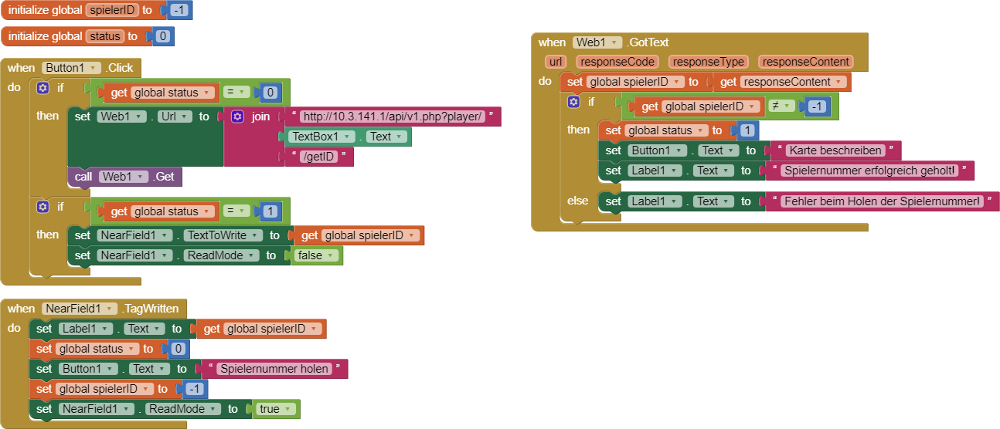 initialize global spielerID to -1
initialize global status to 0
when Button1 .Click
do if get global status = 0
then set Web1 . Url to join " http://10.3.141.1/api/v1.php?player/ "
TextBox1 . Text
" /getID "
call Web1 .Get
if get global status = 1
then set NearField1 . TextToWrite to get global spielerID
set NearField1 . ReadMode to false
when NearField1 .TagWritten
do set Label1 . Text to get global spielerID
set global status to 0
set Button1 . Text to " Spielernummer holen "
set global spielerID to -1
set NearField1 . ReadMode to true
when Web1 .GotText
url responseCode responseType responseContent
do set global spielerID to get responseContent
if get global spielerID ≠ -1
then set global status to 1
set Button1 . Text to " Karte beschreiben "
set Label1 . Text to " Spielernummer erfolgreich geholt! "
else set Label1 . Text to " Fehler beim Holen der Spielernummer! "